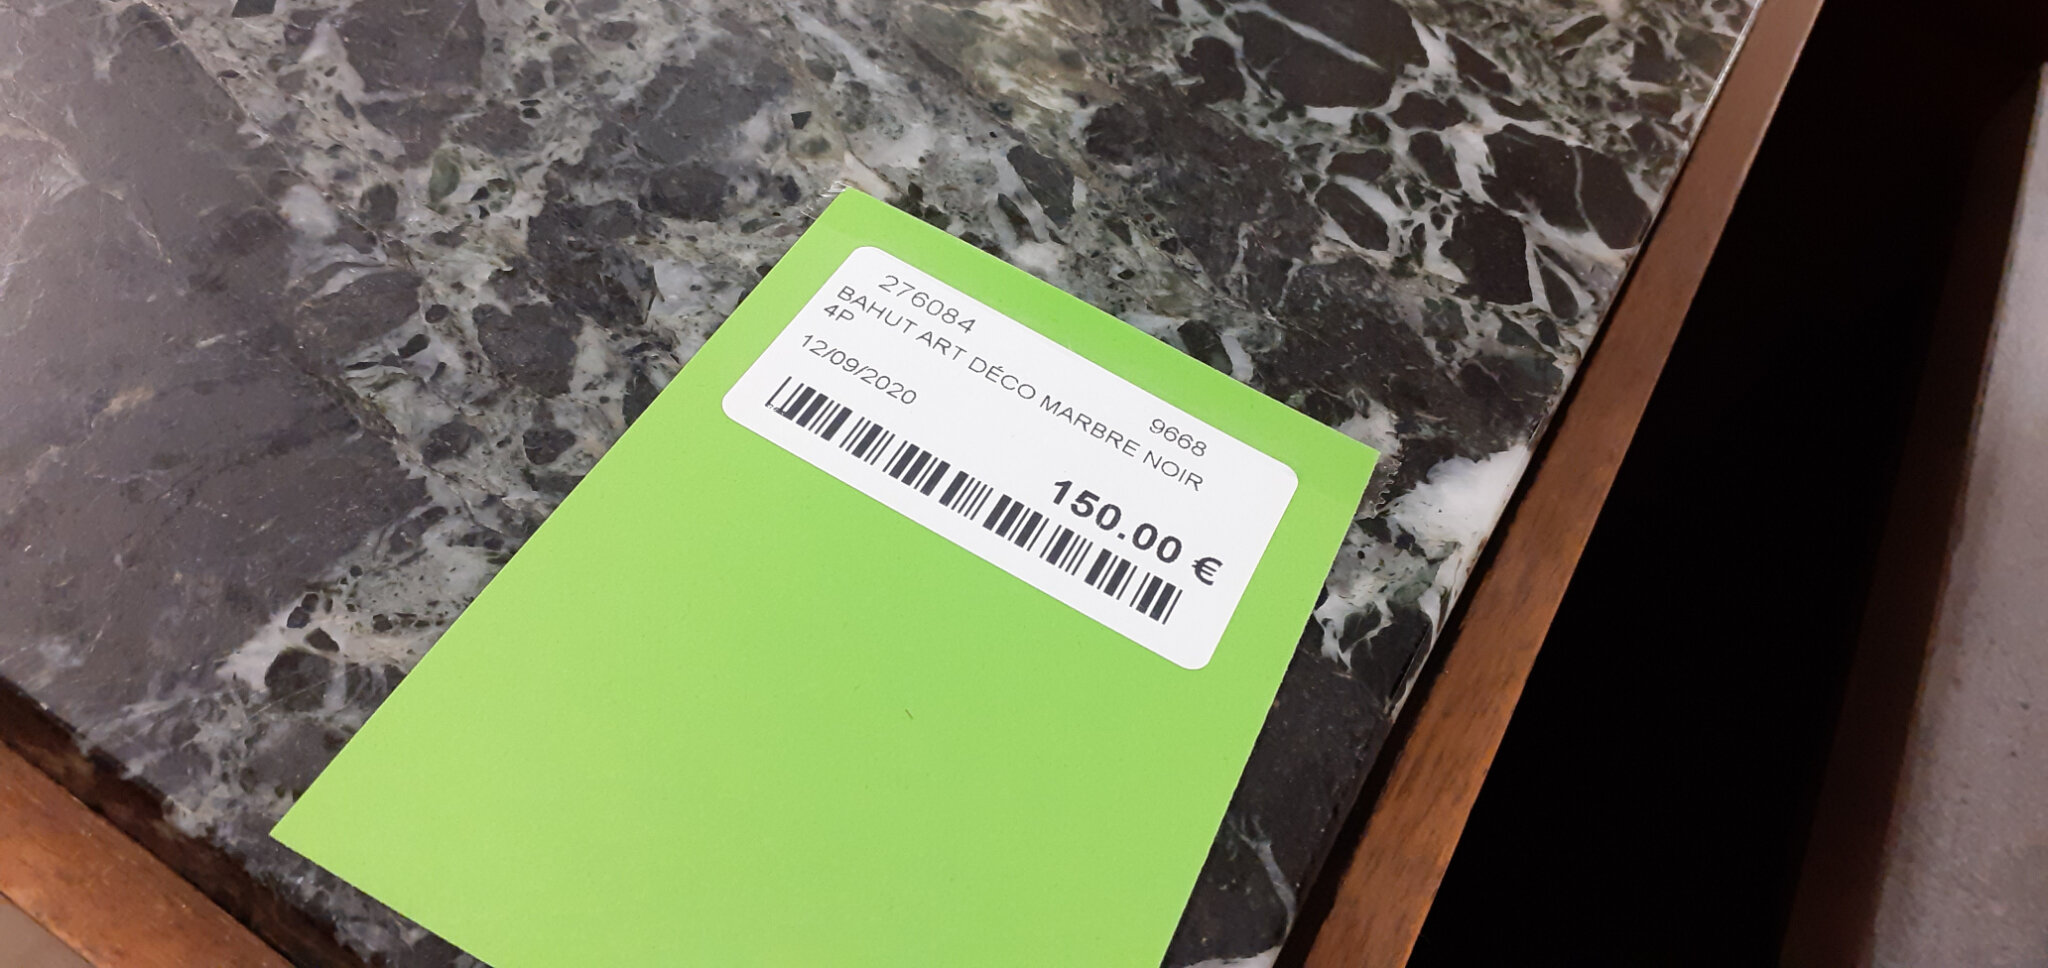 276084 9668
BAHUT ART DÉCO MARBRE NOIR
4P
12/09/2020
150.00 €